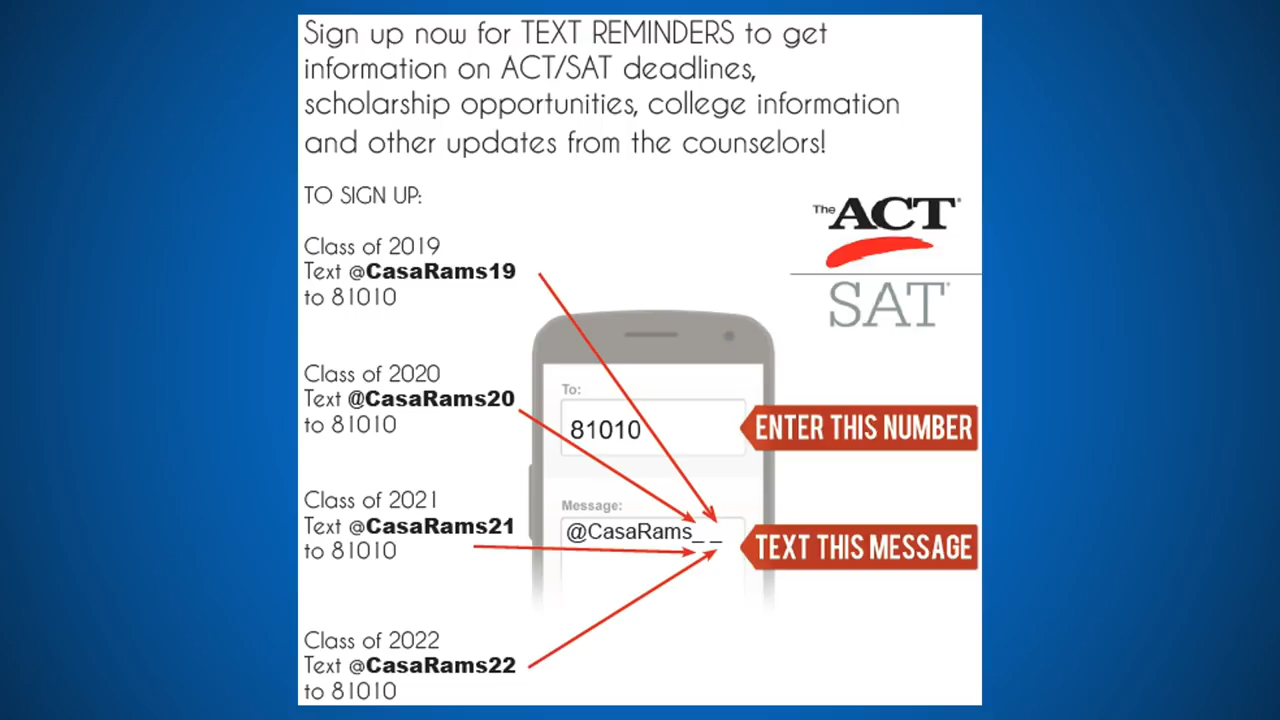 Sign up now for TEXT REMINDERS to get
information on ACT/SAT deadlines,
scholarship opportunities, college information
and other updates from the counselors!
TO SIGN UP:
The ACT®
SAT®
Class of 2019
Text @CasaRams19
to 81010
Class of 2020
Text @CasaRams20
to 81010
Class of 2021
Text @CasaRams21
to 81010
Class of 2022
Text @CasaRams22
to 81010
To:
81010
ENTER THIS NUMBER
Message:
@CasaRams_ _
TEXT THIS MESSAGE